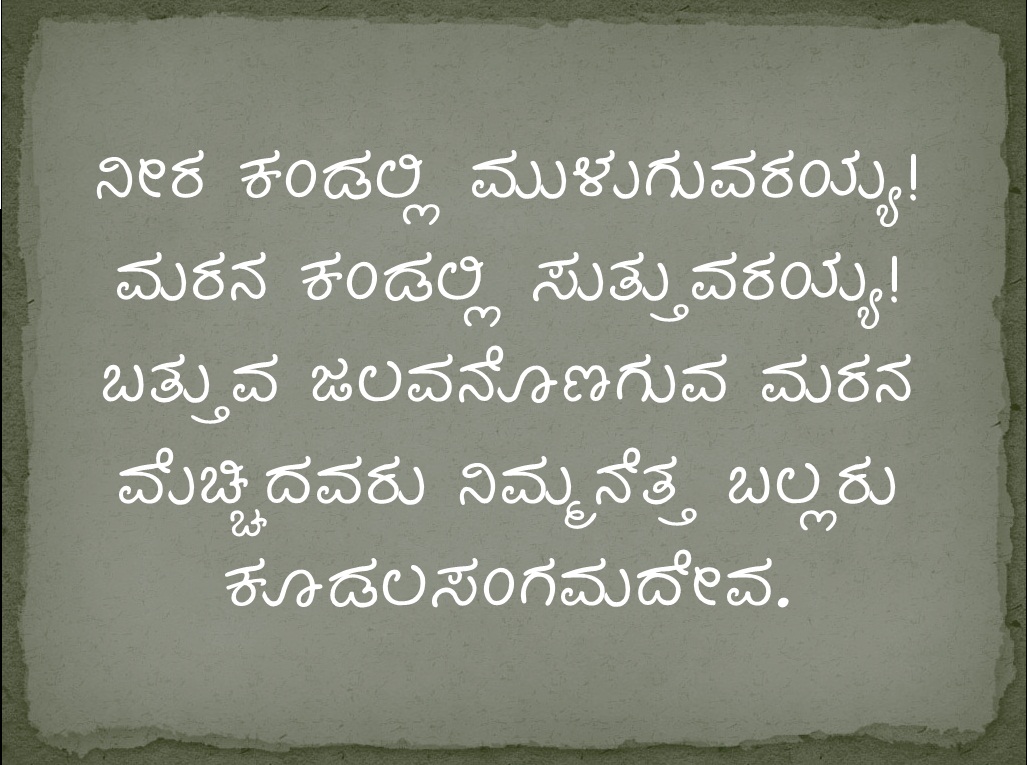 ನೀರ ಕಂಡಲ್ಲಿ ಮುಳುಗುವರಯ್ಯ!
ಮರನ ಕಂಡಲ್ಲಿ ಸುತ್ತುವರಯ್ಯ!
ಬತ್ತುವ ಜಲವನೊಣಗುವ ಮರನ
ಮೆಚ್ಚಿದವರು ನಿಮ್ಮನೆತ್ತ ಬಲ್ಲರು
ಕೂಡಲಸಂಗಮದೇವ.